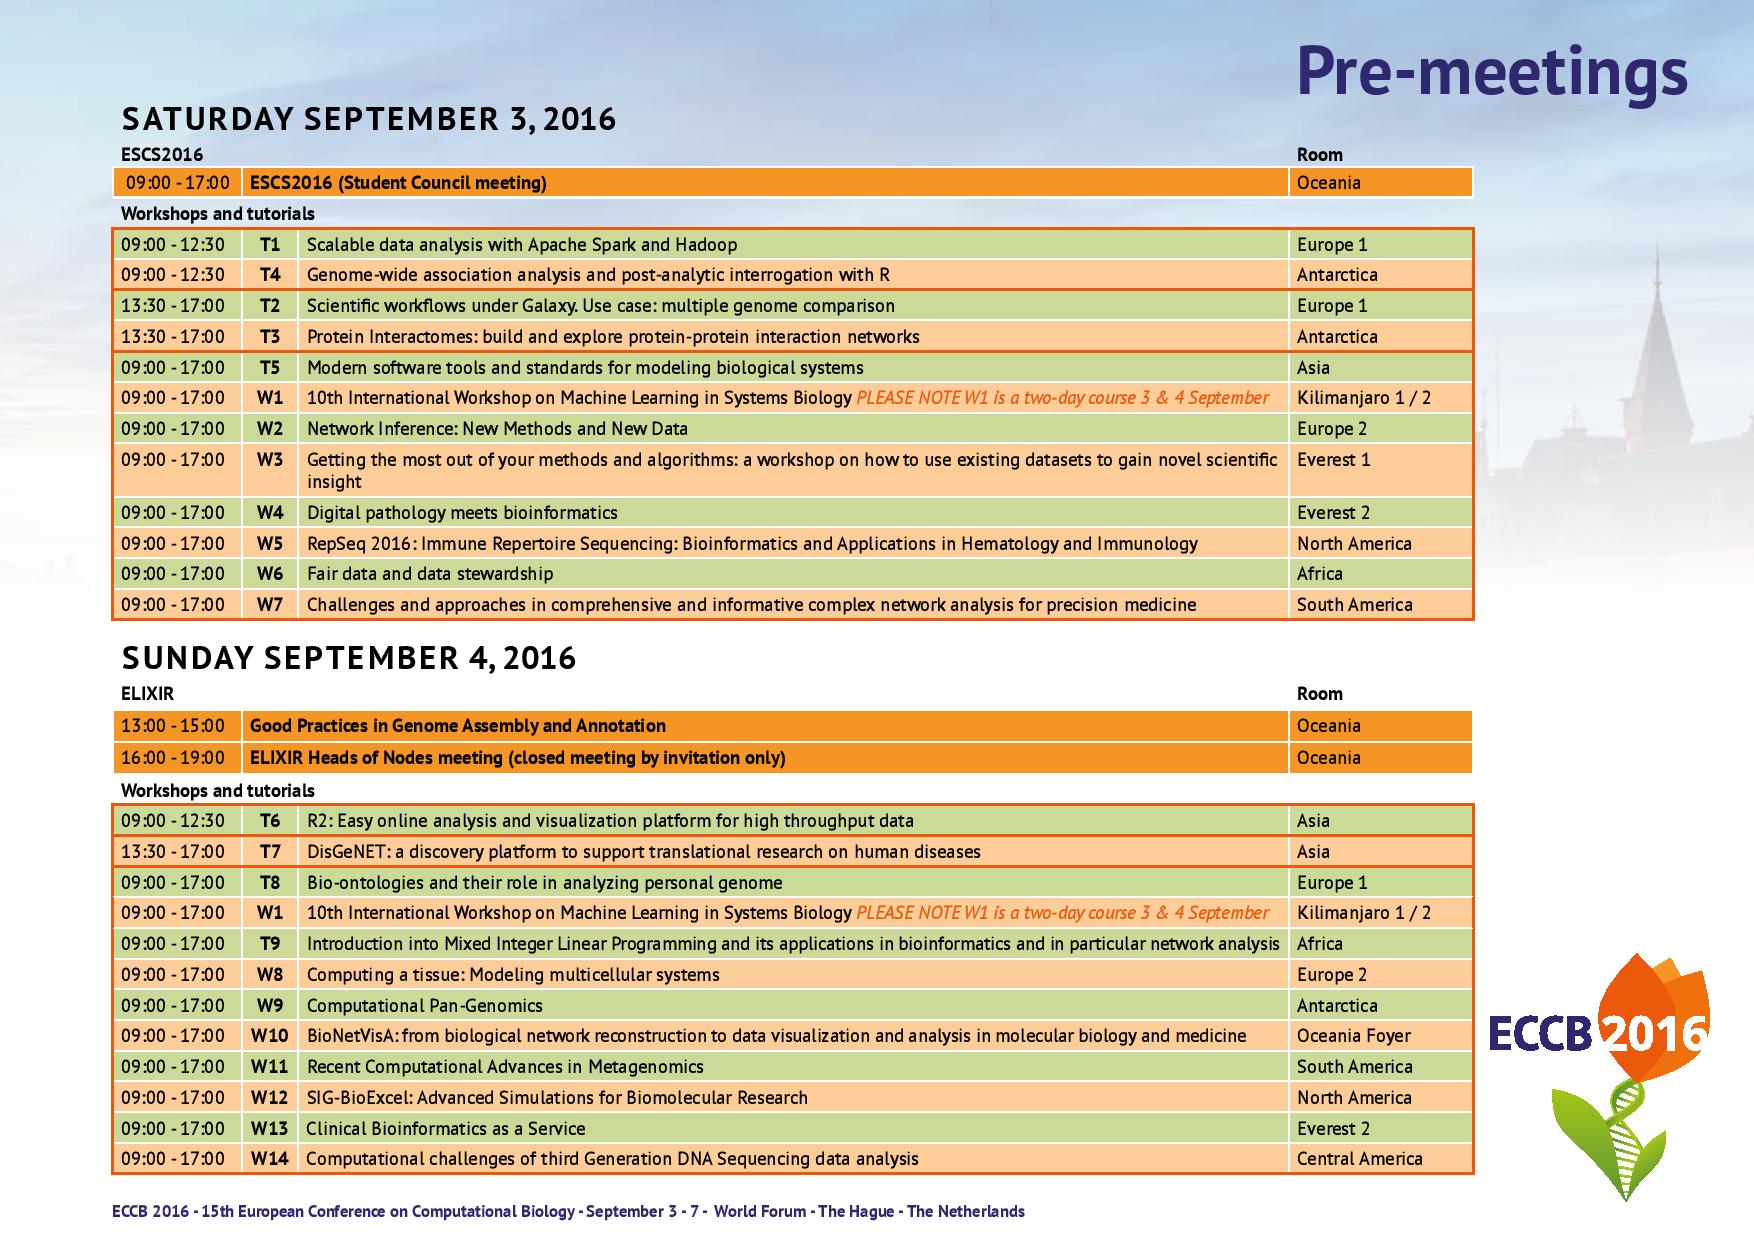 Pre-meetings
SATURDAY SEPTEMBER 3, 2016
ESCS2016 Room
09:00 - 17:00 ESCS2016 (Student Council meeting) Oceania
Workshops and tutorials
09:00 - 12:30 T1 Scalable data analysis with Apache Spark and Hadoop Europe 1
09:00 - 12:30 T4 Genome-wide association analysis and post-analytic interrogation with R Antarctica
13:30 - 17:00 T2 Scientific workflows under Galaxy. Use case: multiple genome comparison Europe 1
13:30 - 17:00 T3 Protein Interactomes: build and explore protein-protein interaction networks Antarctica
09:00 - 17:00 T5 Modern software tools and standards for modeling biological systems Asia
09:00 - 17:00 W1 10th International Workshop on Machine Learning in Systems Biology PLEASE NOTE W1 is a two-day course 3 & 4 September Kilimanjaro 1 / 2
09:00 - 17:00 W2 Network Inference: New Methods and New Data Europe 2
09:00 - 17:00 W3 Getting the most out of your methods and algorithms: a workshop on how to use existing datasets to gain novel scientific Everest 1
insight
09:00 - 17:00 W4 Digital pathology meets bioinformatics Everest 2
09:00 - 17:00 W5 RepSeq 2016: Immune Repertoire Sequencing: Bioinformatics and Applications in Hematology and Immunology North America
09:00 - 17:00 W6 Fair data and data stewardship Africa
09:00 - 17:00 W7 Challenges and approaches in comprehensive and informative complex network analysis for precision medicine South America
SUNDAY SEPTEMBER 4, 2016
ELIXIR Room
13:00 - 15:00 Good Practices in Genome Assembly and Annotation Oceania
16:00 - 19:00 ELIXIR Heads of Nodes meeting (closed meeting by invitation only) Oceania
Workshops and tutorials
09:00 - 12:30 T6 R2: Easy online analysis and visualization platform for high throughput data Asia
13:30 - 17:00 T7 DisGeNET: a discovery platform to support translational research on human diseases Asia
09:00 - 17:00 T8 Bio-ontologies and their role in analyzing personal genome Europe 1
09:00 - 17:00 W1 10th International Workshop on Machine Learning in Systems Biology PLEASE NOTE W1 is a two-day course 3 & 4 September Kilimanjaro 1 / 2
09:00 - 17:00 T9 Introduction into Mixed Integer Linear Programming and its applications in bioinformatics and in particular network analysis Africa
09:00 - 17:00 W8 Computing a tissue: Modeling multicellular systems Europe 2
09:00 - 17:00 W9 Computational Pan-Genomics Antarctica
09:00 - 17:00 W10 BioNetVisA: from biological network reconstruction to data visualization and analysis in molecular biology and medicine Oceania Foyer
09:00 - 17:00 W11 Recent Computational Advances in Metagenomics South America
09:00 - 17:00 W12 SIG-BioExcel: Advanced Simulations for Biomolecular Research North America
09:00 - 17:00 W13 Clinical Bioinformatics as a Service Everest 2
09:00 - 17:00 W14 Computational challenges of third Generation DNA Sequencing data analysis Central America
ECCB 2016
ECCB 2016 - 15th European Conference on Computational Biology - September 3 - 7 - World Forum - The Hague - The Netherlands